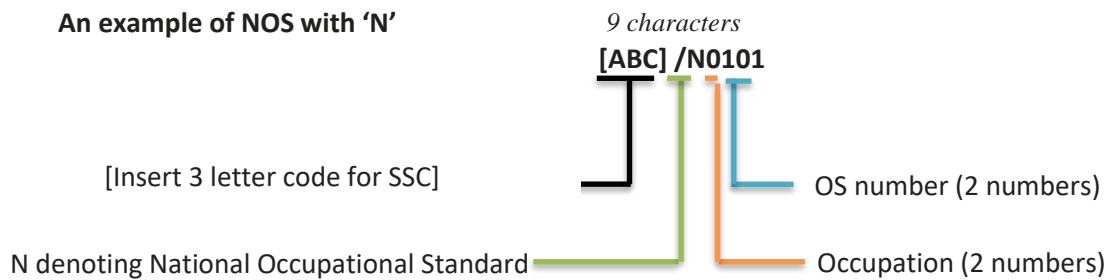 An example of NOS with ‘N’
9 characters
[ABC] /N0101
[Insert 3 letter code for SSC]
OS number (2 numbers)
N denoting National Occupational Standard
Occupation (2 numbers)